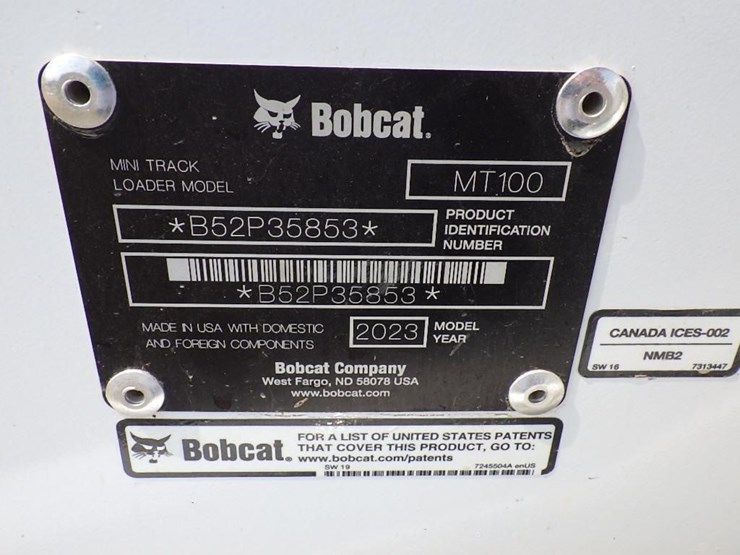 Bobcat.
MINI TRACK
LOADER MODEL
MT100
*B52P35853*
PRODUCT
IDENTIFICATION
NUMBER
*B52P35853*
MADE IN USA WITH DOMESTIC
AND FOREIGN COMPONENTS
2023
MODEL
YEAR
Bobcat Company
West Fargo, ND 58078 USA
www.bobcat.com
CANADA ICES-002
NMB2
SW 16 7313447
Bobcat.
FOR A LIST OF UNITED STATES PATENTS
THAT COVER THIS PRODUCT, GO TO:
www.bobcat.com/patents
SW 19 7245504A enUS